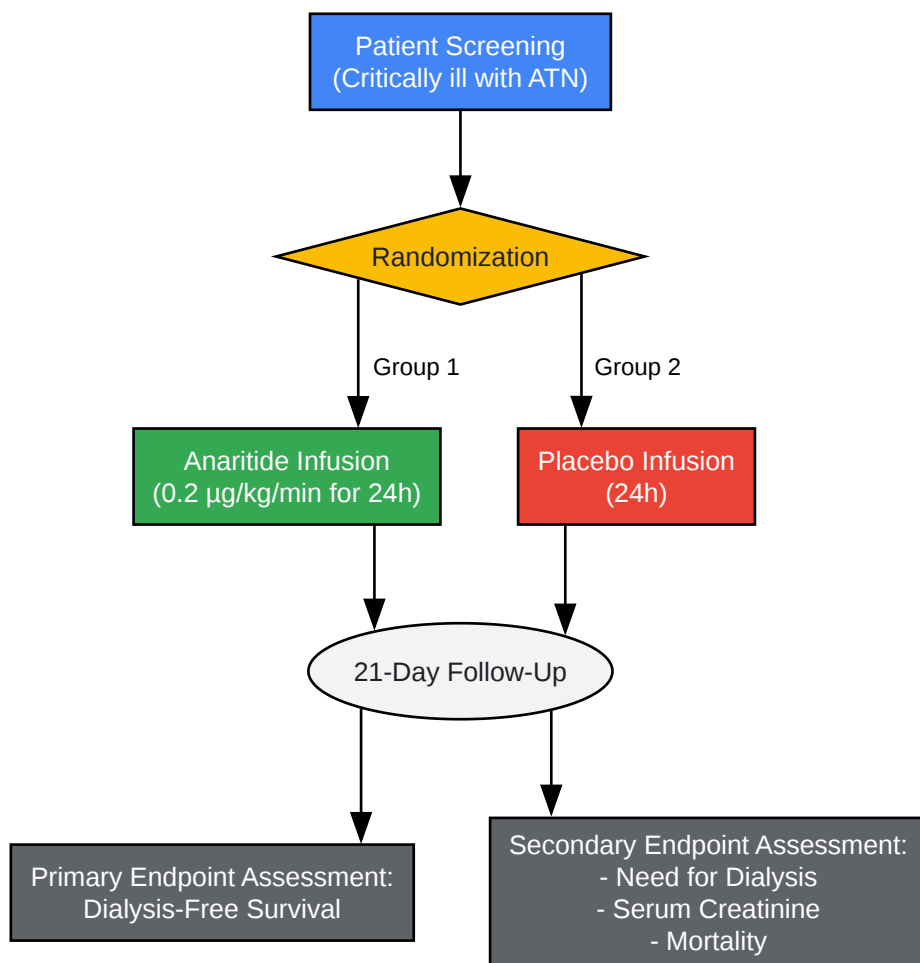 Patient Screening
(Critically ill with ATN)
Randomization
Group 1
Group 2
Anaritide Infusion
(0.2 µg/kg/min for 24h)
Placebo Infusion
(24h)
21-Day Follow-Up
Primary Endpoint Assessment:
Dialysis-Free Survival
Secondary Endpoint Assessment:
- Need for Dialysis
- Serum Creatinine
- Mortality